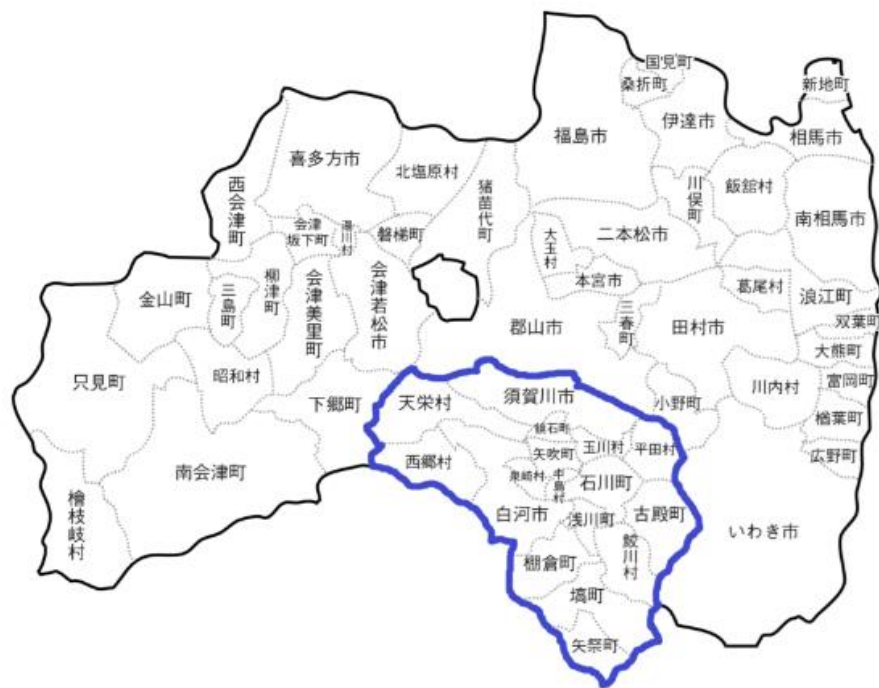 国見町
桑折町
新地町
伊達市
福島市
相馬市
喜多方市
北塩原村
猪苗代町
川俣町
飯舘村
西会津町
南相馬市
会津
坂下町
湯川村
磐梯町
大玉村
二本松市
本宮市
葛尾村
浪江町
金山町
三島町
柳津町
会津美里町
会津若松市
三春町
郡山市
田村市
双葉町
大熊町
只見町
昭和村
下郷町
天栄村
須賀川市
小野町
川内村
富岡町
楢葉町
広野町
鏡石町
矢吹町
玉川村
平田村
西郷村
泉崎村
中島村
石川町
南会津町
檜枝岐村
白河市
浅川町
古殿町
いわき市
鮫川村
棚倉町
塙町
矢祭町